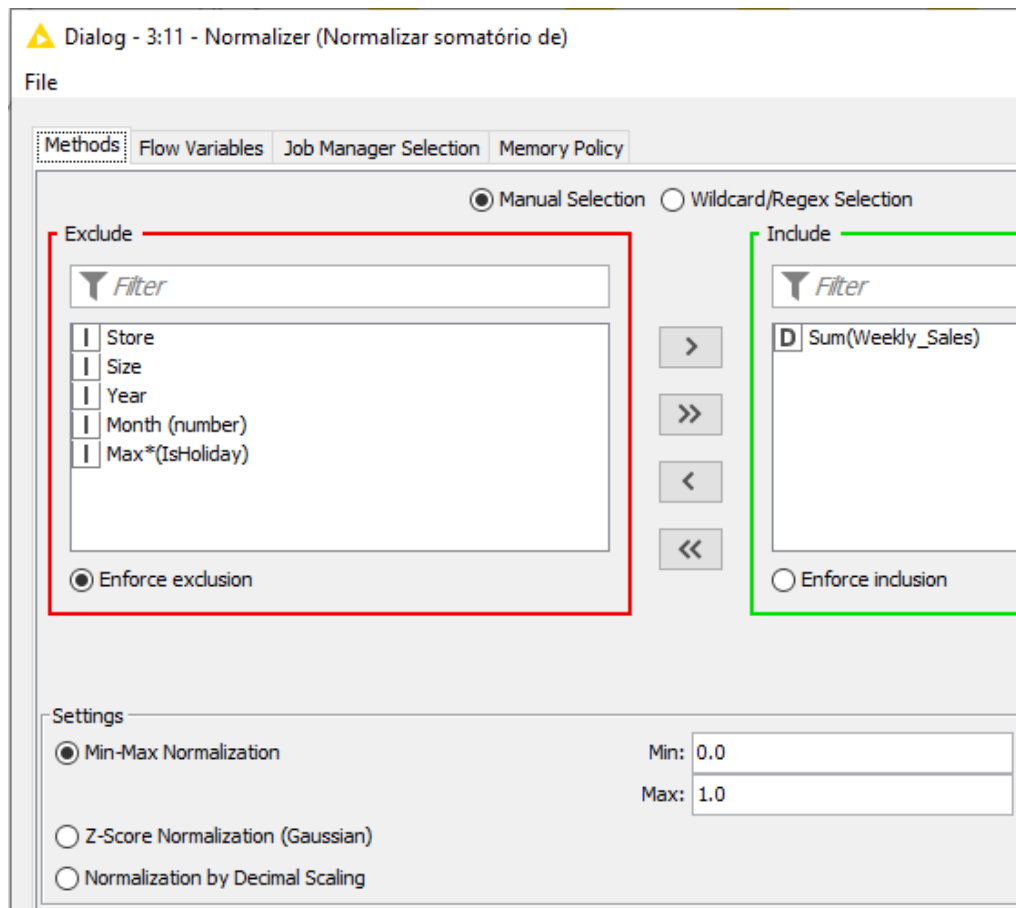 Dialog - 3:11 - Normalizer (Normalizar somatório de)
File
Methods Flow Variables Job Manager Selection Memory Policy
Manual Selection Wildcard/Regex Selection
Exclude
Filter
I Store
I Size
I Year
I Month (number)
I Max*(IsHoliday)
Enforce exclusion
>
>>
<
<<
Include
Filter
D Sum(Weekly_Sales)
Enforce inclusion
Settings
Min-Max Normalization
Min: 0.0
Max: 1.0
Z-Score Normalization (Gaussian)
Normalization by Decimal Scaling